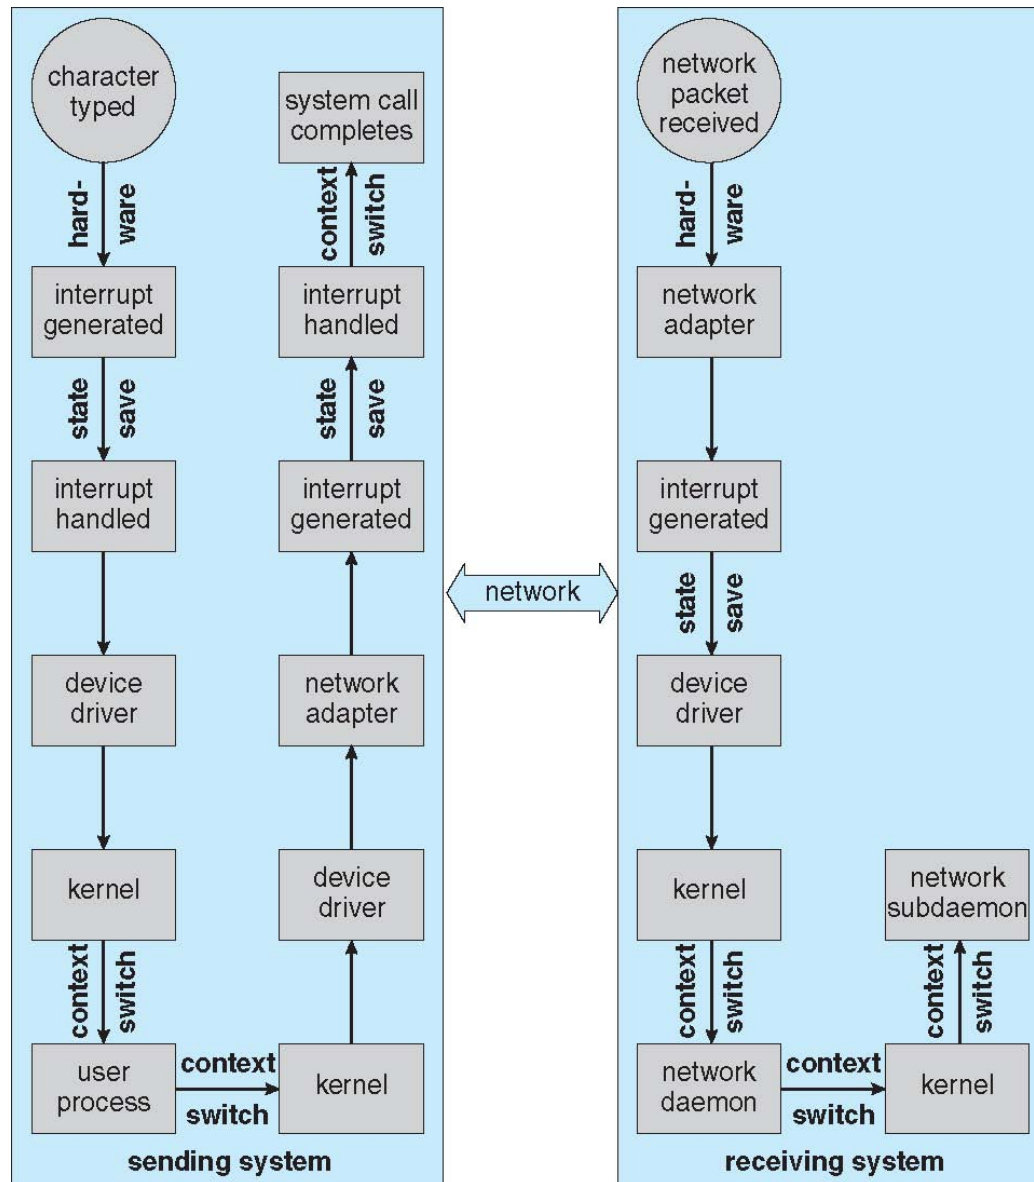 character
typed
hard-
ware
interrupt
generated
state
save
interrupt
handled
device
driver
kernel
context
switch
user
process
context
switch
kernel
device
driver
network
adapter
interrupt
generated
state
save
interrupt
handled
context
switch
system call
completes
sending system
network
network
packet
received
hard-
ware
network
adapter
interrupt
generated
state
save
device
driver
kernel
context
switch
network
daemon
context
switch
kernel
context
switch
network
subdaemon
receiving system